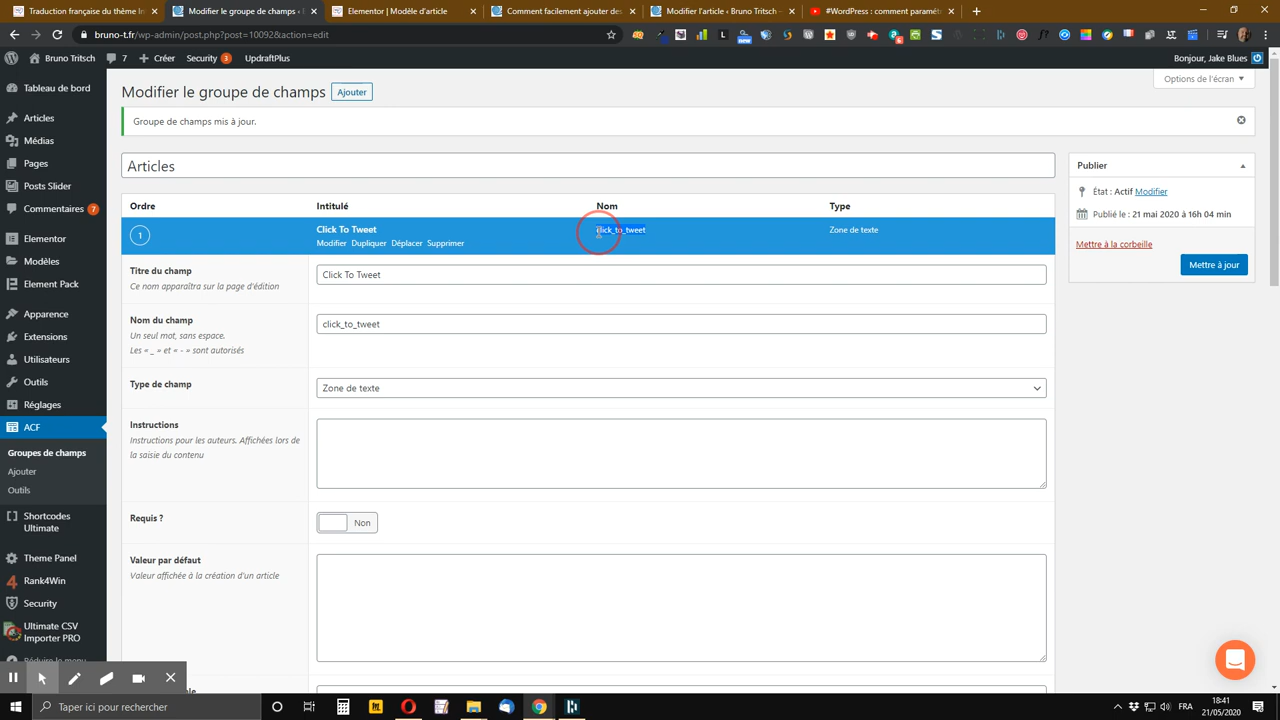 Traduction française du thème
Modifier le groupe de champs ‹
Elementor | Modèle d'article
Comment facilement ajouter des
Modifier l'article ‹ Bruno Tritsch
#WordPress : comment paramétr
bruno-t.fr/wp-admin/post.php?post=10092&action=edit
Bruno Tritsch
7
Créer
Security 3
UpdraftPlus
Bonjour, Jake Blues
Options de l'écran
Tableau de bord
Articles
Médias
Pages
Posts Slider
Commentaires 7
Elementor
Modèles
Element Pack
Apparence
Extensions
Utilisateurs
Outils
Réglages
ACF
Groupes de champs
Ajouter
Outils
Shortcodes
Ultimate
Theme Panel
Rank4Win
Security
Ultimate CSV
Importer PRO
Réduire le menu
Modifier le groupe de champs
Ajouter
Groupe de champs mis à jour.
Articles
Ordre
Intitulé
Nom
Type
1
Click To Tweet
Modifier Dupliquer Déplacer Supprimer
click_to_tweet
Zone de texte
Titre du champ
Ce nom apparaîtra sur la page d'édition
Click To Tweet
Nom du champ
Un seul mot, sans espace.
Les « _ » et « - » sont autorisés
click_to_tweet
Type de champ
Zone de texte
Instructions
Instructions pour les auteurs. Affichées lors de
la saisie du contenu
Requis ?
Non
Valeur par défaut
Valeur affichée à la création d'un article
Publier
État : Actif Modifier
Publié le : 21 mai 2020 à 16h 04 min
Mettre à la corbeille
Mettre à jour
Taper ici pour rechercher
FRA
18:41
21/05/2020